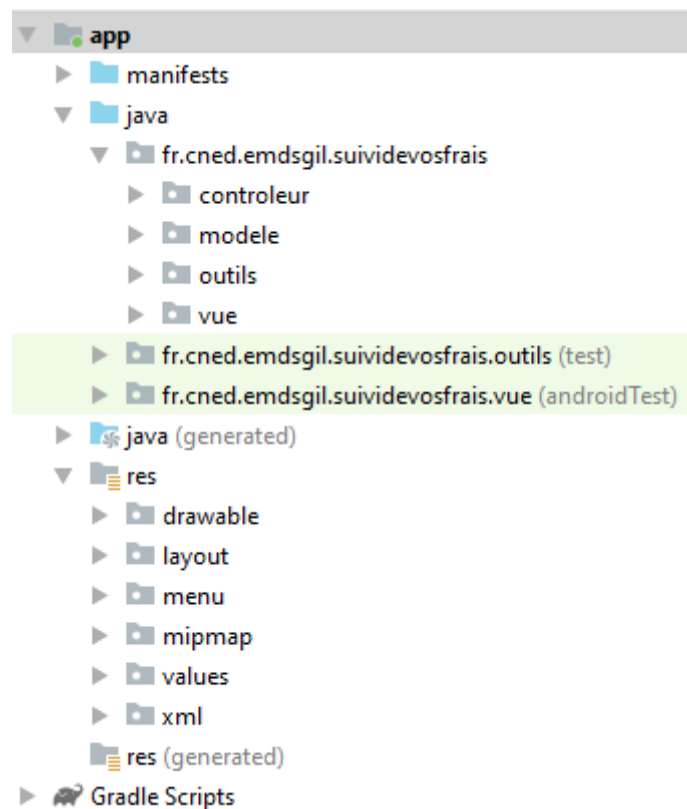 app
manifests
java
fr.cned.emdsgil.suividevosfrais
controleur
modele
outils
vue
fr.cned.emdsgil.suividevosfrais.outils (test)
fr.cned.emdsgil.suividevosfrais.vue (androidTest)
java (generated)
res
drawable
layout
menu
mipmap
values
xml
res (generated)
Gradle Scripts